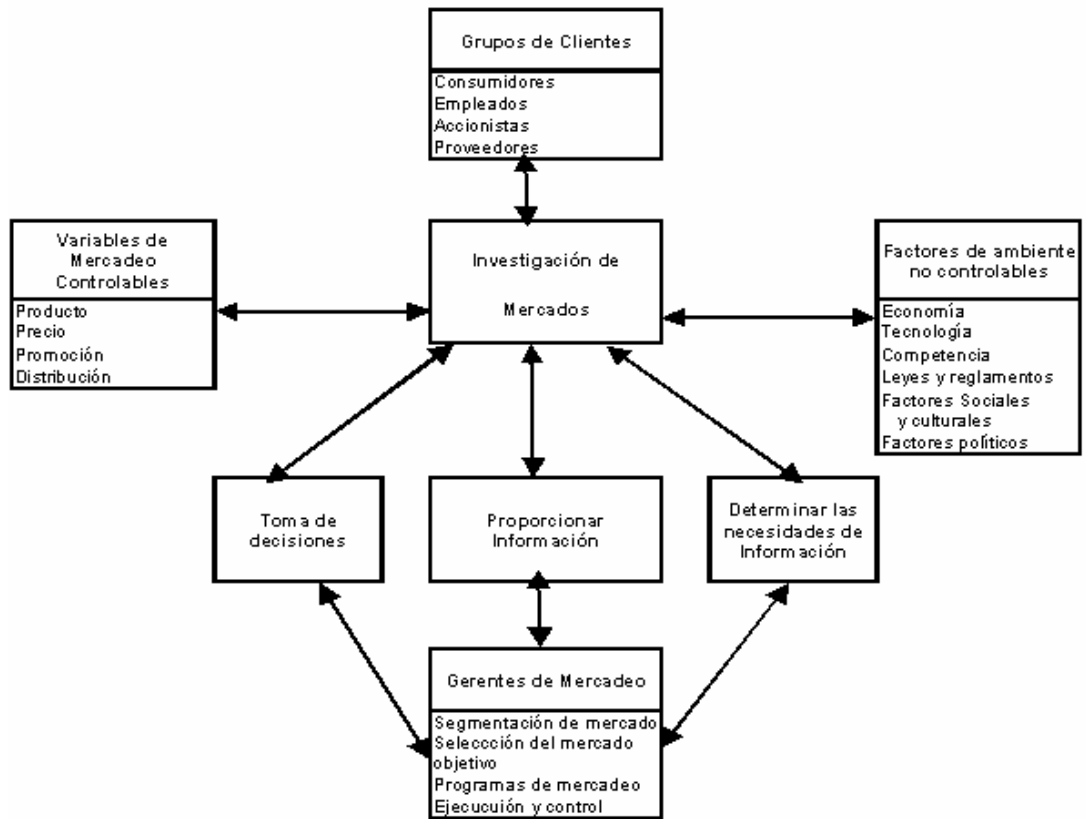 Grupos de Clientes
Consumidores
Empleados
Accionistas
Proveedores
Variables de
Mercadeo
Controlables
Producto
Precio
Promoción
Distribución
Investigación de
Mercados
Factores de ambiente
no controlables
Economía
Tecnología
Competencia
Leyes y reglamentos
Factores Sociales
y culturales
Factores políticos
Toma de
decisiones
Proporcionar
Información
Determinar las
necesidades de
Información
Gerentes de Mercadeo
Segmentación de mercado
Seleccción del mercado
objetivo
Programas de mercadeo
Ejecucuión y control